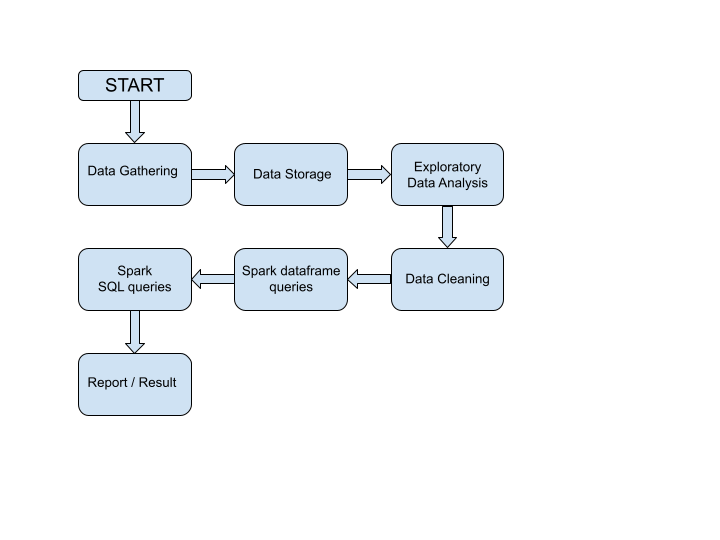 START
Data Gathering
Data Storage
Exploratory
Data Analysis
Data Cleaning
Spark dataframe
queries
Spark
SQL queries
Report / Result